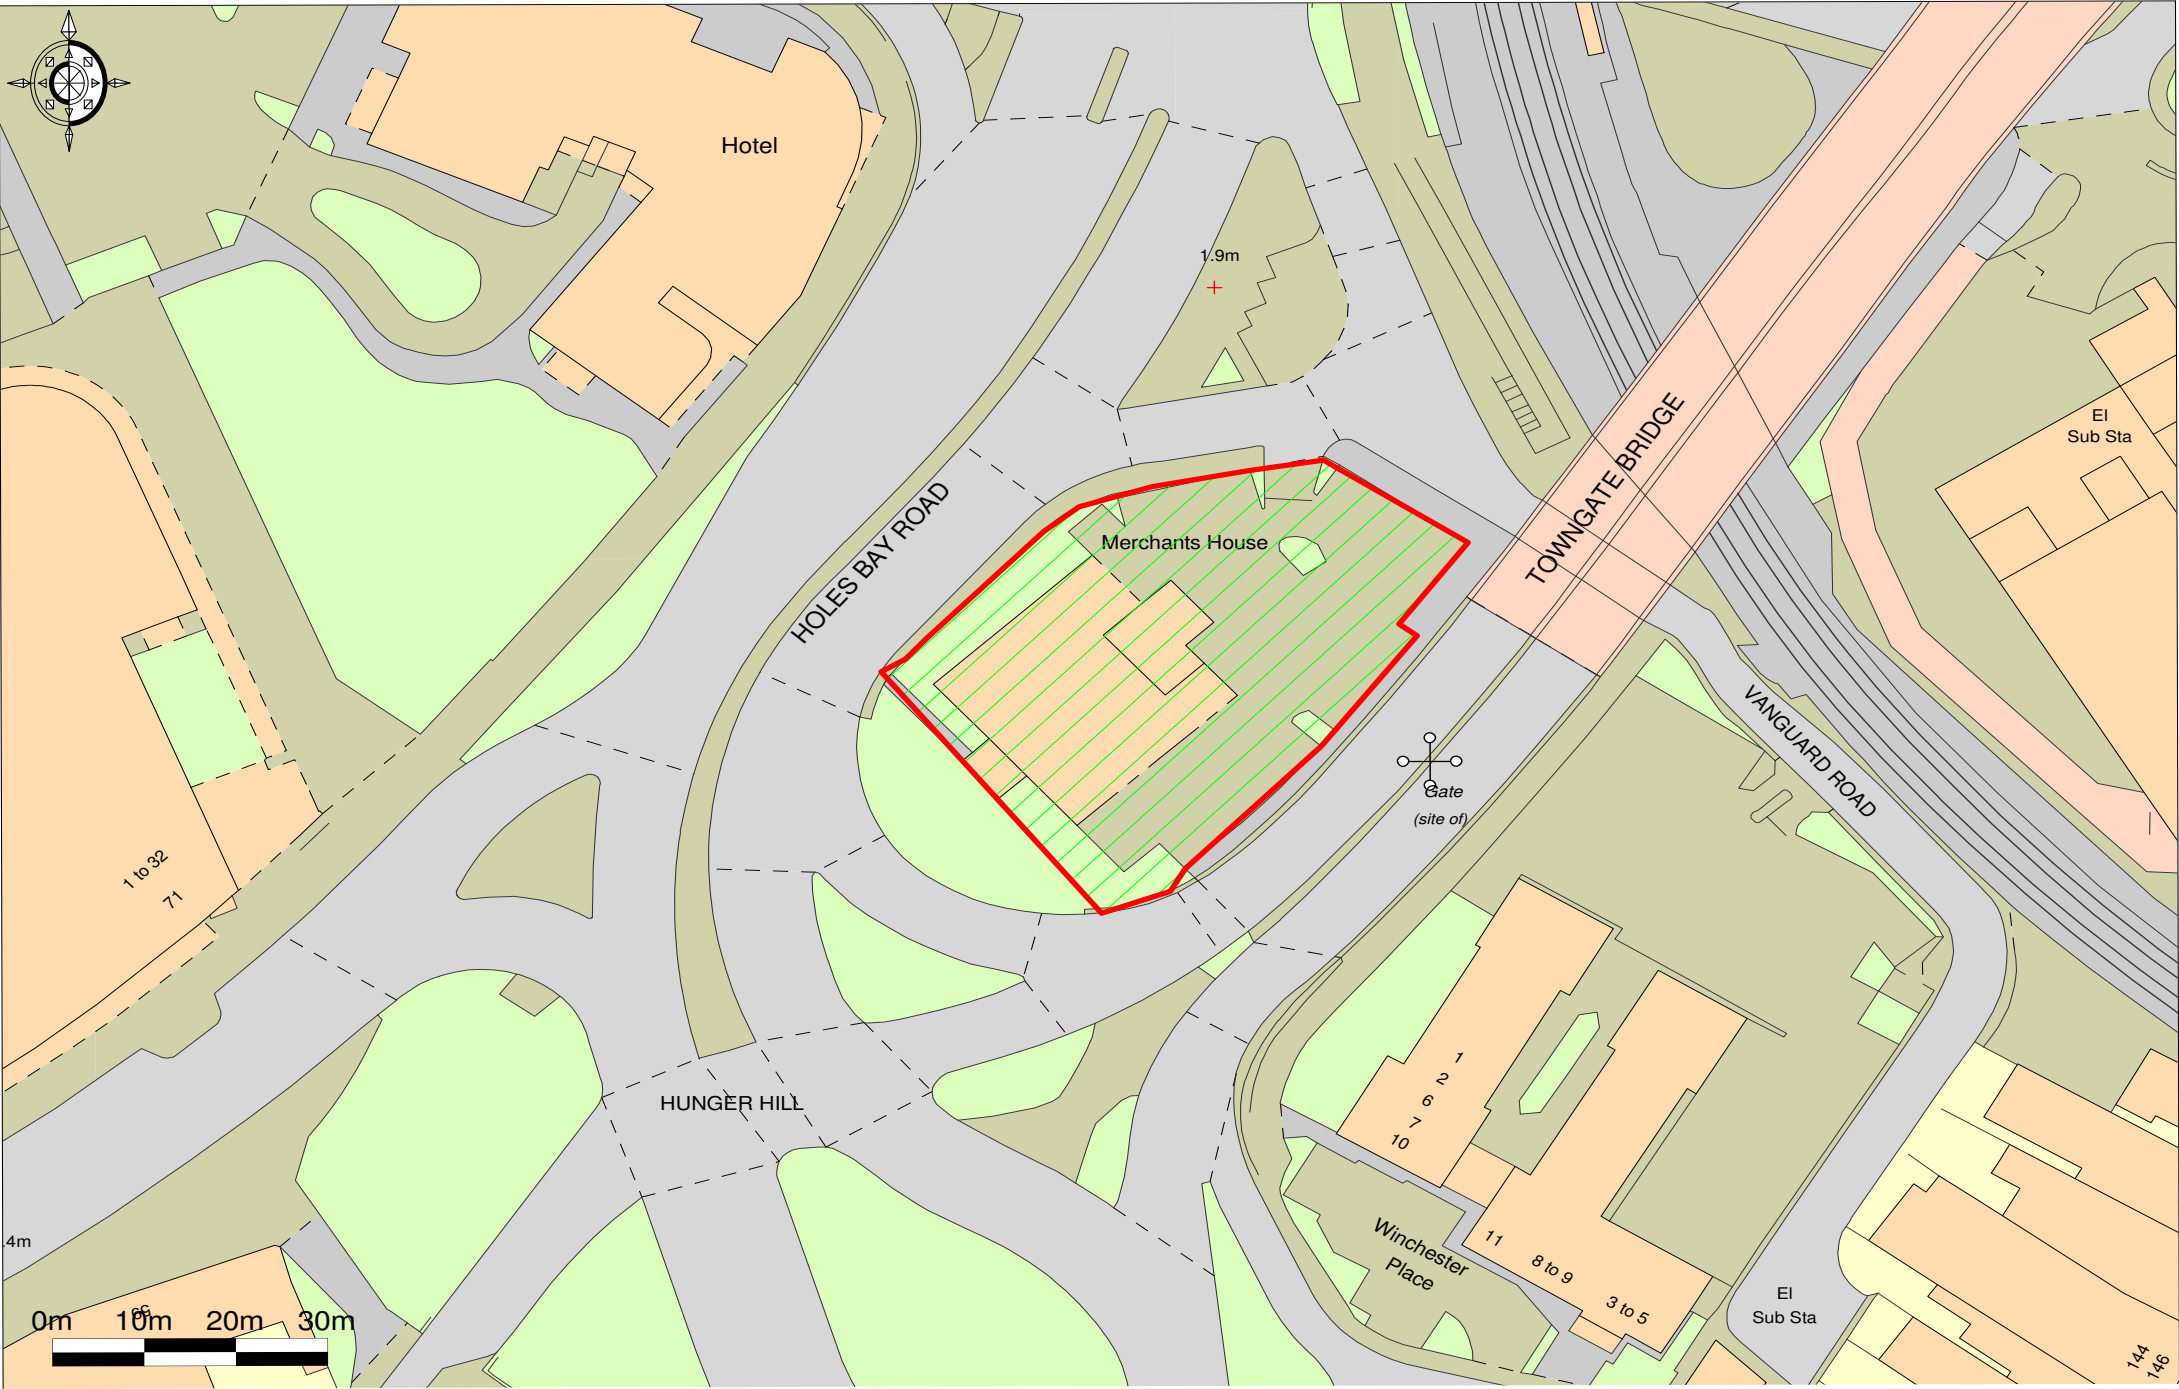 Hotel
1.9m
El
Sub Sta
TOWNGATE BRIDGE
HOLES BAY ROAD
Merchants House
VANGUARD ROAD
Gate
(site of)
1 to 32
71
HUNGER HILL
1
2
6
7
10
Winchester
Place
11
8 to 9
3 to 5
El
Sub Sta
144
146
.4m
59
0m 10m 20m 30m